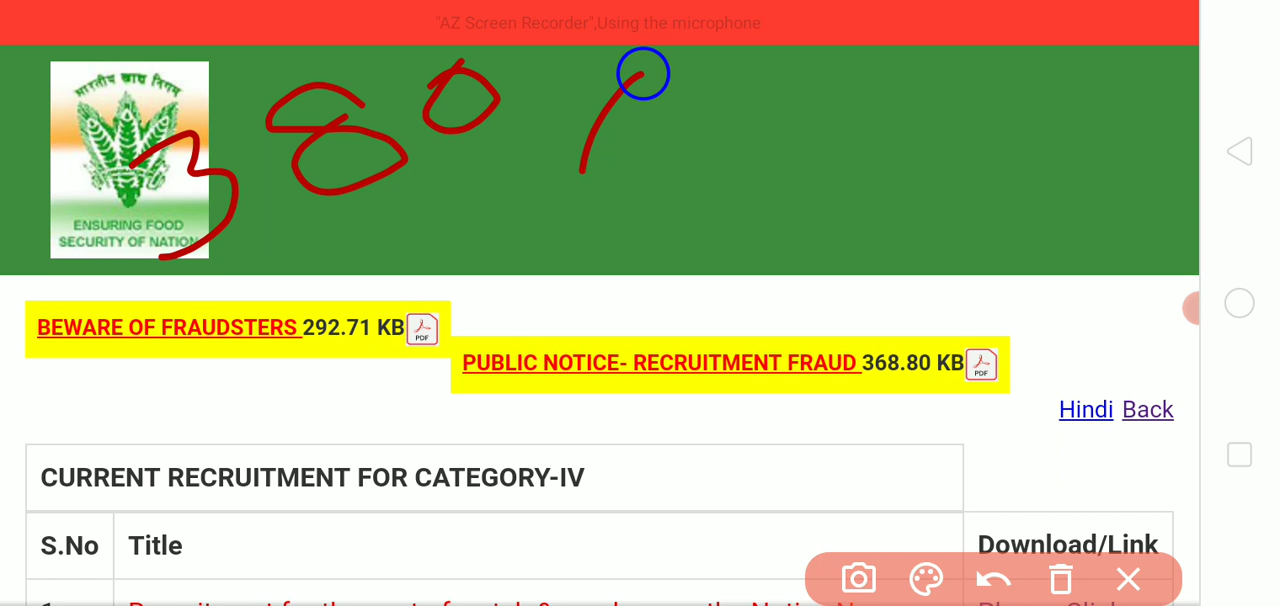 "AZ Screen Recorder",Using the microphone
भारतीय खाद्य निगम
ENSURING FOOD
SECURITY OF NATION
380
BEWARE OF FRAUDSTERS 292.71 KB
PDF
PUBLIC NOTICE- RECRUITMENT FRAUD 368.80 KB
PDF
Hindi Back
CURRENT RECRUITMENT FOR CATEGORY-IV
S.No Title Download/Link